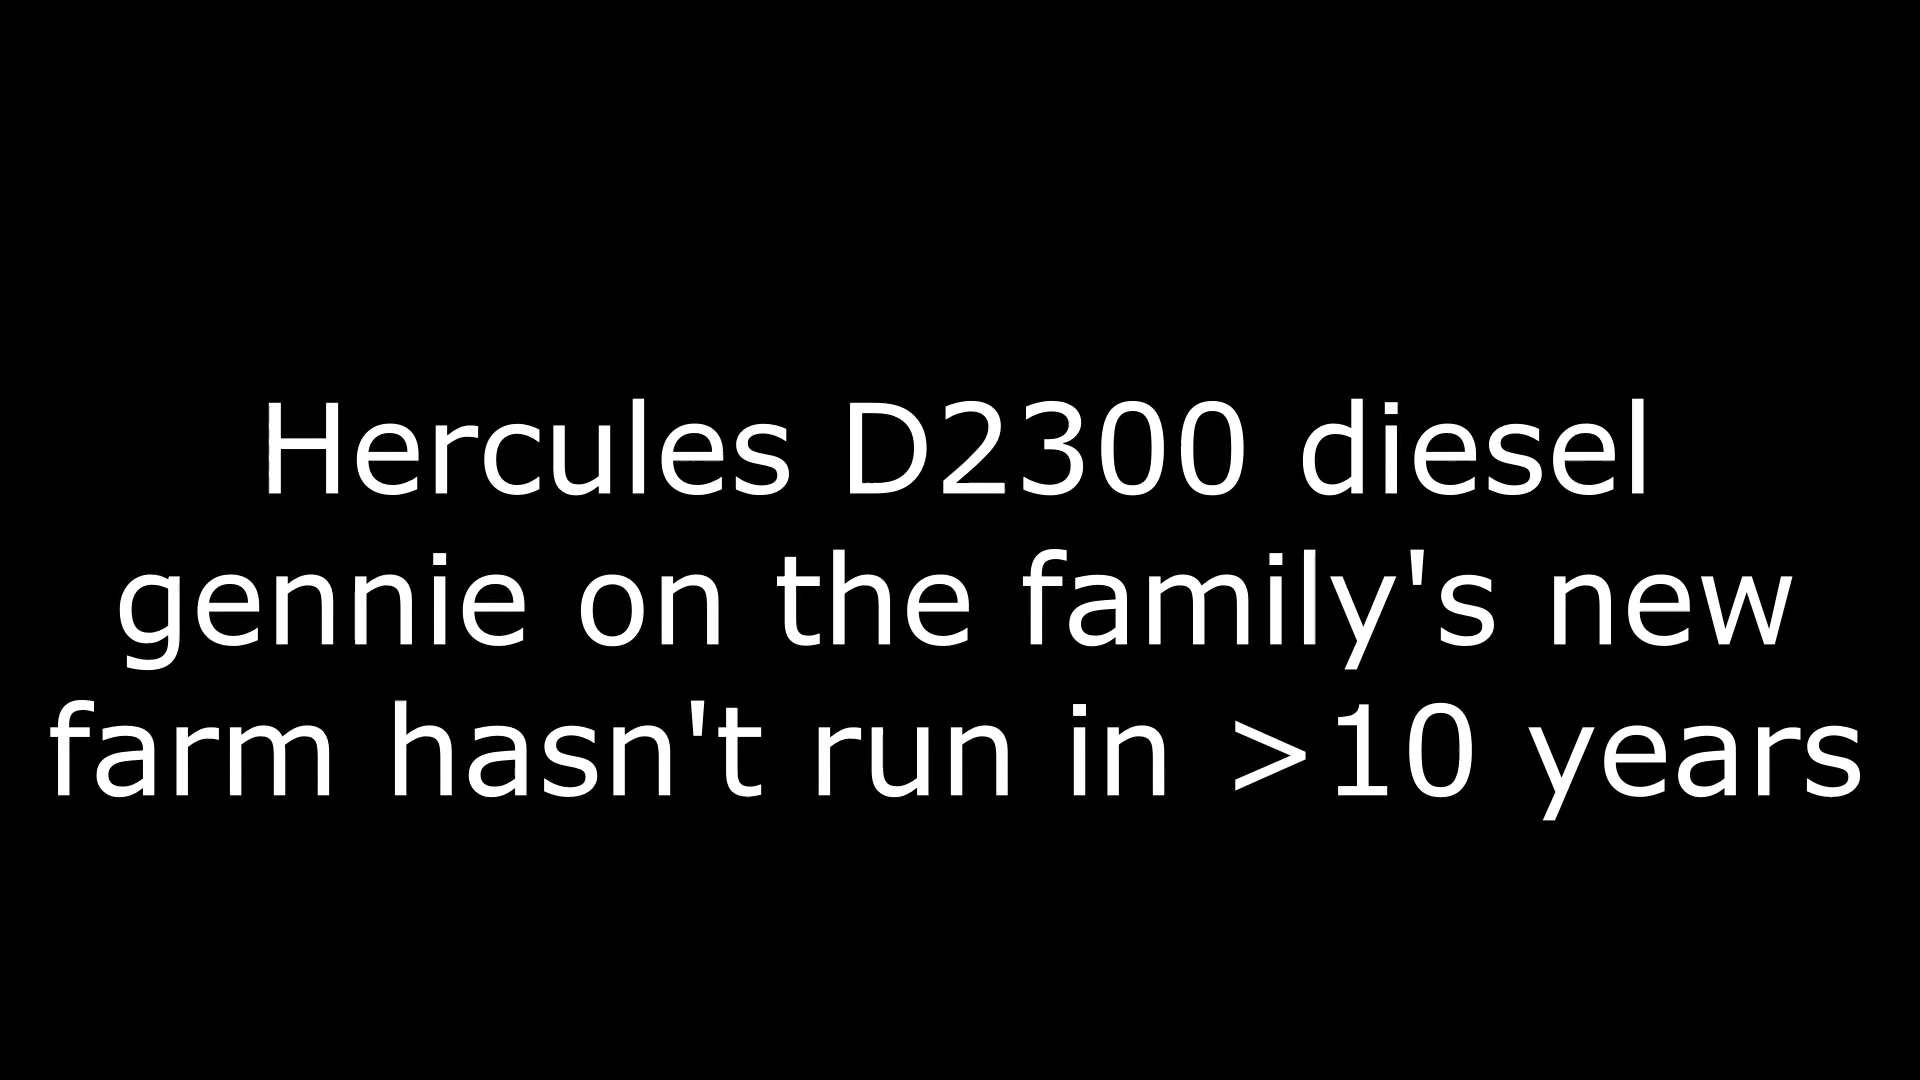 Hercules D2300 diesel
gennie on the family's new
farm hasn't run in >10 years